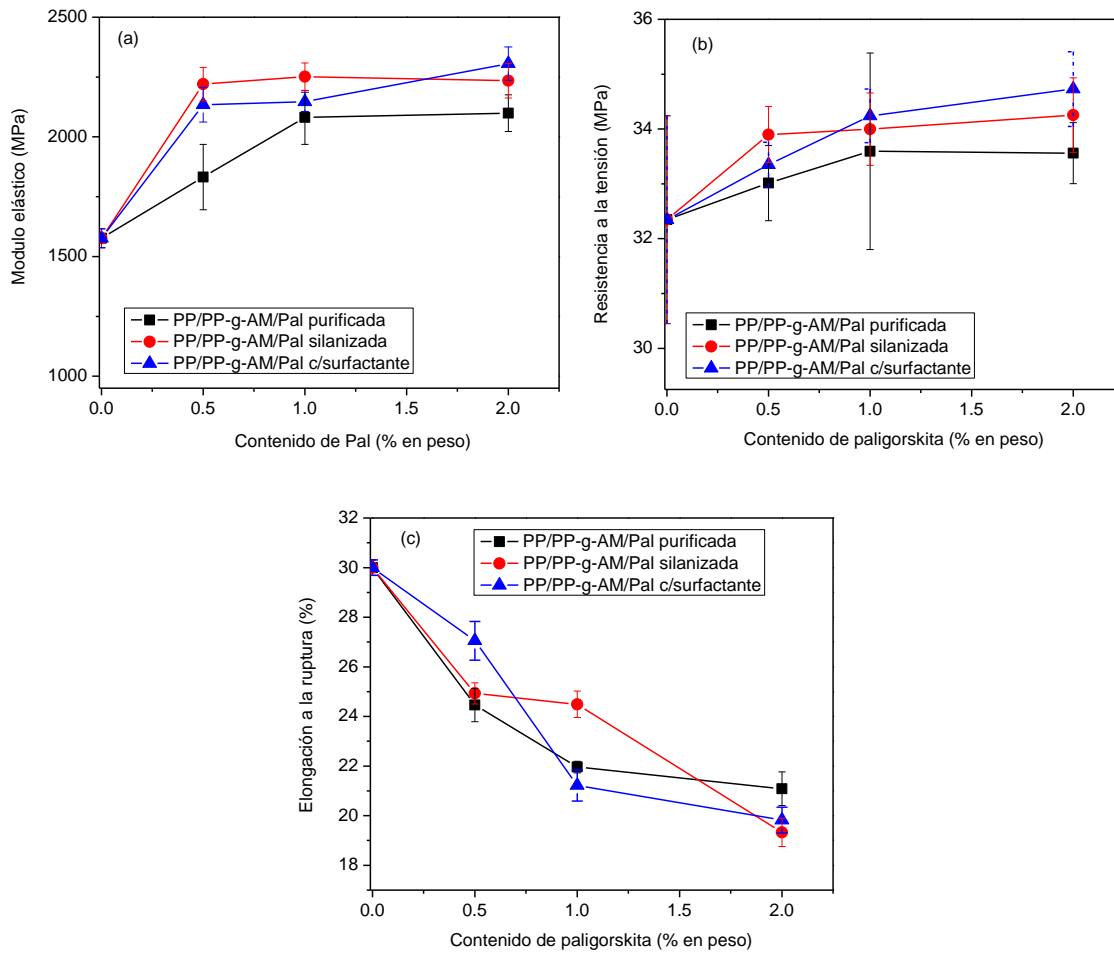 (a)
2500
2000
1500
1000
Modulo elástico (MPa)
PP/PP-g-AM/Pal purificada
PP/PP-g-AM/Pal silanizada
PP/PP-g-AM/Pal c/surfactante
0.0 0.5 1.0 1.5 2.0
Contenido de Pal (% en peso)
(b)
36
34
32
30
Resistencia a la tensión (MPa)
PP/PP-g-AM/Pal purificada
PP/PP-g-AM/Pal silanizada
PP/PP-g-AM/Pal c/surfactante
0.0 0.5 1.0 1.5 2.0
Contenido de paligorskita (% en peso)
(c)
32
30
28
26
24
22
20
18
Elongación a la ruptura (%)
PP/PP-g-AM/Pal purificada
PP/PP-g-AM/Pal silanizada
PP/PP-g-AM/Pal c/surfactante
0.0 0.5 1.0 1.5 2.0
Contenido de paligorskita (% en peso)